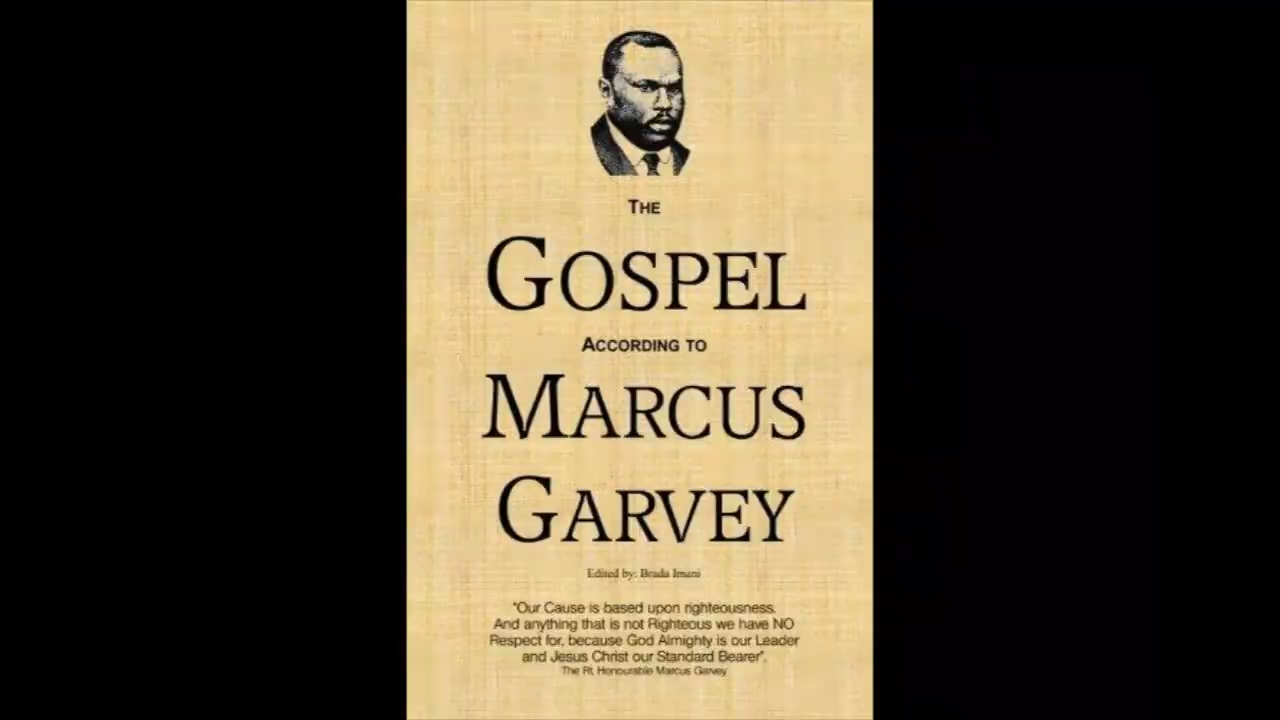 THE
GOSPEL
ACCORDING TO
MARCUS
GARVEY
Edited by: Brada Imani
"Our Cause is based upon righteousness.
And anything that is not Righteous we have NO
Respect for, because God Almighty is our Leader
and Jesus Christ our Standard Bearer".
The Rt. Honourable Marcus Garvey